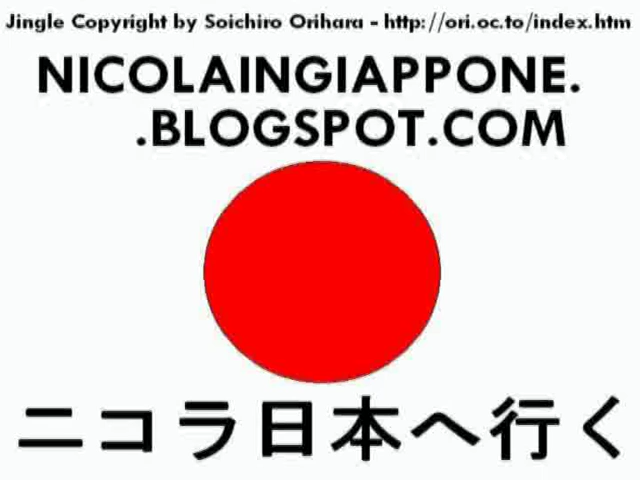 Jingle Copyright by Soichiro Orihara - http://ori.oc.to/index.htm
NICOLAINGIAPPONE.
.BLOGSPOT.COM
ニコラ日本へ行く